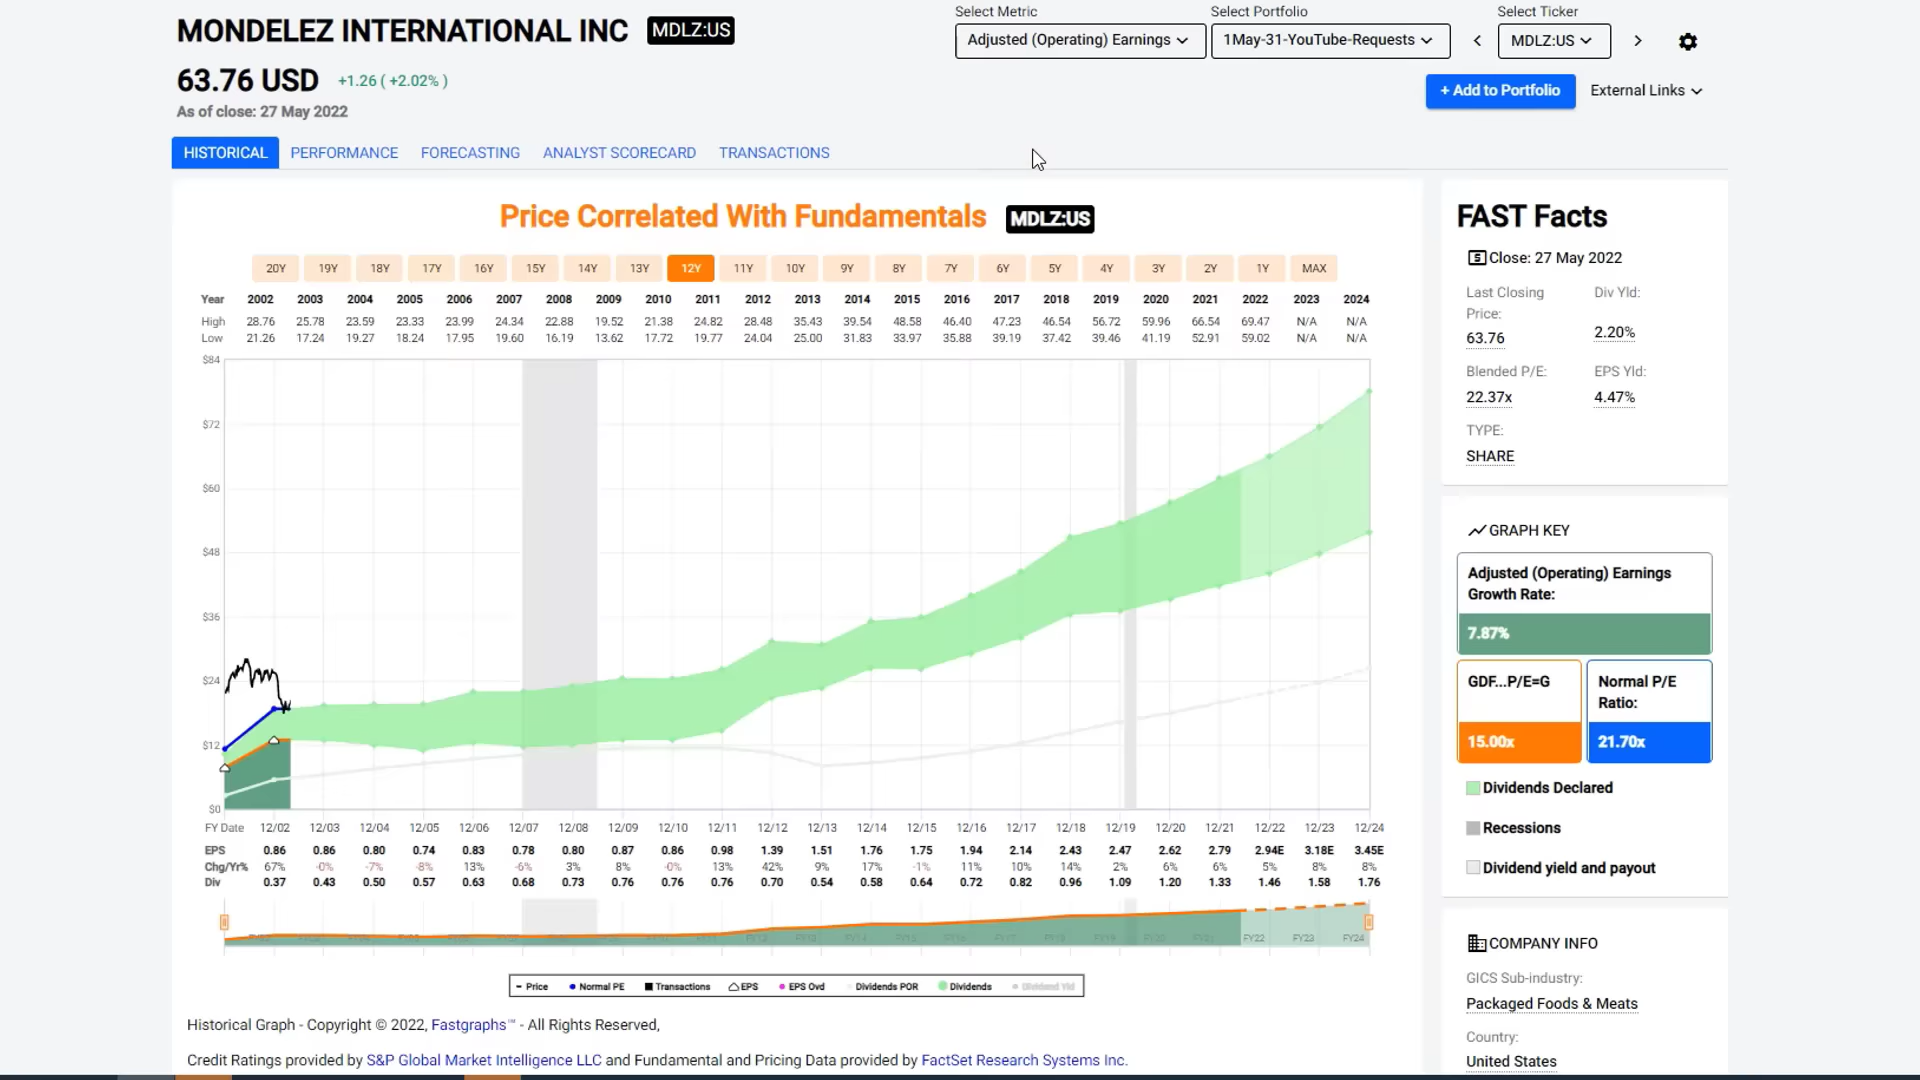 MONDELEZ INTERNATIONAL INC MDLZ:US
Select Metric
Adjusted (Operating) Earnings
Select Portfolio
1May-31-YouTube-Requests
Select Ticker
MDLZ:US
63.76 USD +1.26 ( +2.02% )
As of close: 27 May 2022
+ Add to Portfolio
External Links
HISTORICAL PERFORMANCE FORECASTING ANALYST SCORECARD TRANSACTIONS
Price Correlated With Fundamentals MDLZ:US
20Y 19Y 18Y 17Y 16Y 15Y 14Y 13Y 12Y 11Y 10Y 9Y 8Y 7Y 6Y 5Y 4Y 3Y 2Y 1Y MAX
Year 2002 2003 2004 2005 2006 2007 2008 2009 2010 2011 2012 2013 2014 2015 2016 2017 2018 2019 2020 2021 2022 2023 2024
High 28.76 25.78 23.59 23.33 23.99 24.34 22.88 19.52 21.38 24.82 28.48 35.43 39.54 48.58 46.40 47.23 46.54 56.72 59.96 66.54 69.47 N/A N/A
Low 21.26 17.24 19.27 18.24 17.95 19.60 16.19 13.62 17.72 19.77 24.04 25.00 31.83 33.97 35.88 39.19 37.42 39.46 41.19 52.91 59.02 N/A N/A
$84
$72
$60
$48
$36
$24
$12
$0
FY Date 12/02 12/03 12/04 12/05 12/06 12/07 12/08 12/09 12/10 12/11 12/12 12/13 12/14 12/15 12/16 12/17 12/18 12/19 12/20 12/21 12/22 12/23 12/24
EPS 0.86 0.86 0.80 0.74 0.83 0.78 0.80 0.87 0.86 0.98 1.39 1.51 1.76 1.75 1.94 2.14 2.43 2.47 2.62 2.79 2.94E 3.18E 3.45E
Chg/Yr% 67% -0% -7% -8% 13% -6% 3% 8% -0% 13% 42% 9% 17% -1% 11% 10% 14% 2% 6% 6% 5% 8% 8%
Div 0.37 0.43 0.50 0.57 0.63 0.68 0.73 0.76 0.76 0.76 0.70 0.54 0.58 0.64 0.72 0.82 0.96 1.09 1.20 1.33 1.46 1.58 1.76
FY22 FY23 FY24
Price Normal PE Transactions EPS EPS Ovd Dividends POR Dividends Dividend Yld
Historical Graph - Copyright © 2022, Fastgraphs™ - All Rights Reserved,
Credit Ratings provided by S&P Global Market Intelligence LLC and Fundamental and Pricing Data provided by FactSet Research Systems Inc.
FAST Facts
Close: 27 May 2022
Last Closing Price:
63.76
Div Yld:
2.20%
Blended P/E:
22.37x
EPS Yld:
4.47%
TYPE:
SHARE
GRAPH KEY
Adjusted (Operating) Earnings
Growth Rate:
7.87%
GDF...P/E=G
15.00x
Normal P/E
Ratio:
21.70x
Dividends Declared
Recessions
Dividend yield and payout
COMPANY INFO
GICS Sub-industry:
Packaged Foods & Meats
Country:
United States